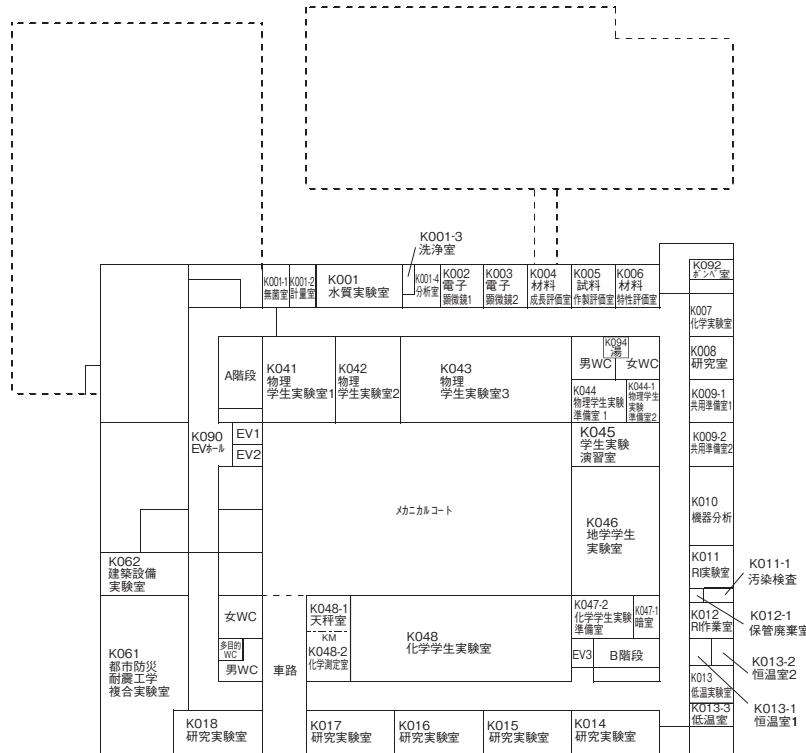 K001-3
洗浄室
K001-1
無菌室
K001-2
計量室
K001
水質実験室
K001-4
分析室
K002
電子
顕微鏡1
K003
電子
顕微鏡2
K004
材料
成長評価室
K005
試料
作製評価室
K006
材料
特性評価室
K092
ボンベ室
K007
化学実験室
K008
研究室
K009-1
共用準備室1
K009-2
共用準備室2
K010
機器分析
K011
RI実験室
K011-1
汚染検査
K012
RI作業室
K012-1
保管廃棄室
K013-2
恒温室2
K013
低温実験室
K013-1
恒温室1
K013-3
低温室
A階段
K041
物理
学生実験室1
K042
物理
学生実験室2
K043
物理
学生実験室3
K094
湯
男WC
女WC
K044
物理学生実験
準備室 1
K044-1
物理学生
実験
準備室2
K045
学生実験
演習室
K090
EVホール
EV1
EV2
メカニカルコート
K046
地学学生
実験室
K062
建築設備
実験室
K061
都市防災
耐震工学
複合実験室
女WC
多目的
WC
男WC
車路
K048-1
天秤室
KM
K048-2
化学測定室
K048
化学学生実験室
K047-2
化学学生実験
準備室
K047-1
暗室
EV3
B階段
K018
研究実験室
K017
研究実験室
K016
研究実験室
K015
研究実験室
K014
研究実験室